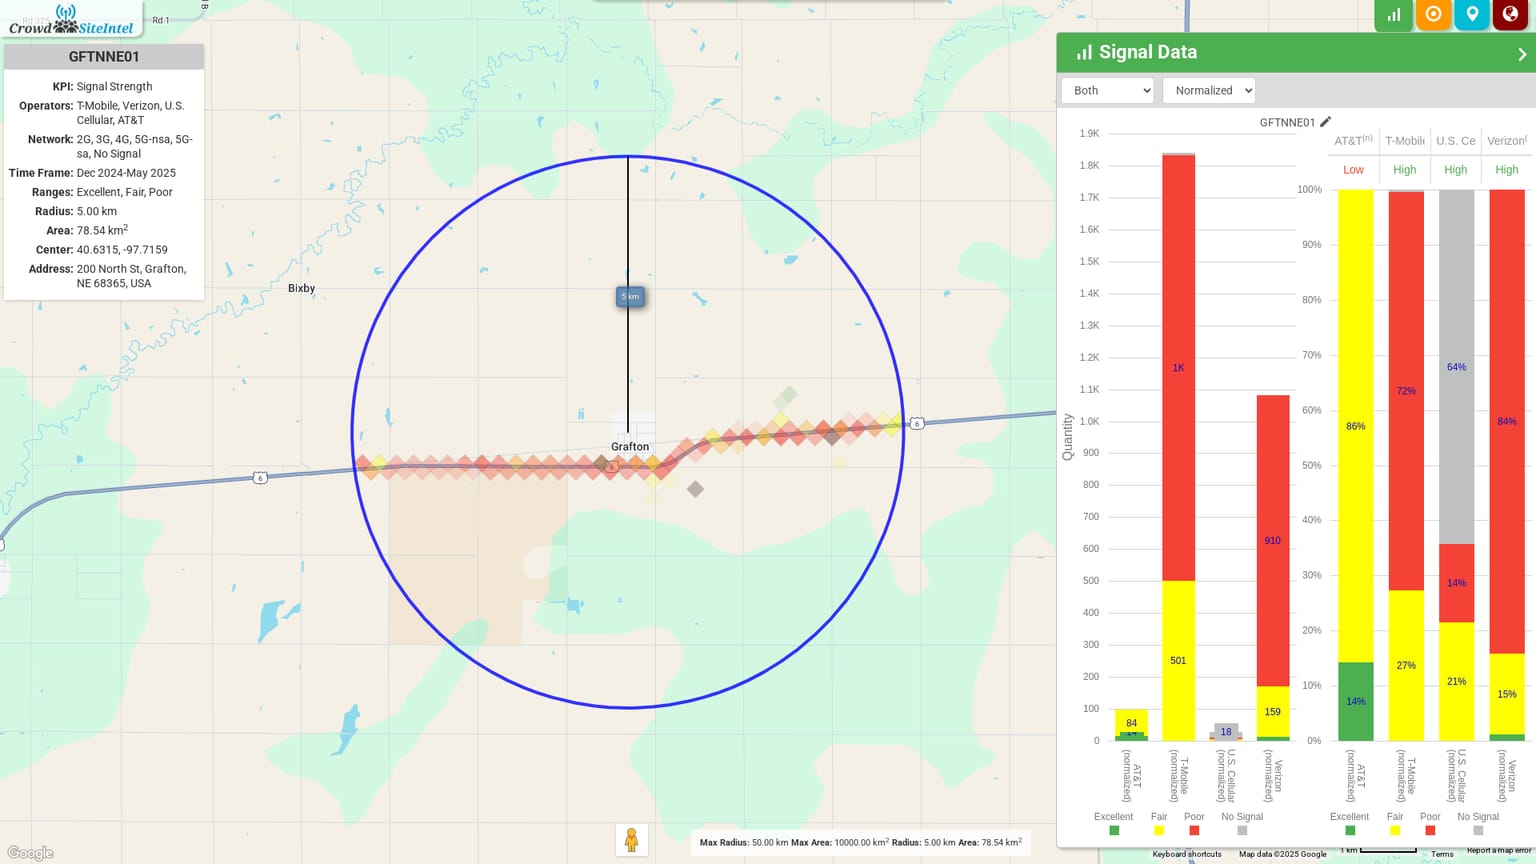 Rd 325
Rd 1
Rd B
CrowdSiteIntel
GFTNNE01
KPI: Signal Strength
Operators: T-Mobile, Verizon, U.S.
Cellular, AT&T
Network: 2G, 3G, 4G, 5G-nsa, 5G-
sa, No Signal
Time Frame: Dec 2024-May 2025
Ranges: Excellent, Fair, Poor
Radius: 5.00 km
Area: 78.54 km2
Center: 40.6315, -97.7159
Address: 200 North St, Grafton,
NE 68365, USA
Bixby
5 km
Grafton
6
6
6
Google
Max Radius: 50.00 km Max Area: 10000.00 km2 Radius: 5.00 km Area: 78.54 km2
Signal Data
Both
Normalized
GFTNNE01
Quantity
1.9K
1.8K
1.7K
1.6K
1.5K
1.4K
1.3K
1.2K
1.1K
1.0K
900
800
700
600
500
400
300
200
100
0
84
14
1K
501
18
910
159
AT&T
(normalized)
T-Mobile
(normalized)
U.S. Cellular
(normalized)
Verizon
(normalized)
Excellent
Fair
Poor
No Signal
AT&T(n)
T-Mobile
U.S. Ce
Verizon(
Low
High
High
High
100%
90%
80%
70%
60%
50%
40%
30%
20%
10%
0%
86%
14%
72%
27%
64%
14%
21%
84%
15%
AT&T
(normalized)
T-Mobile
(normalized)
U.S. Cellular
(normalized)
Verizon
(normalized)
Excellent
Fair
Poor
No Signal
Keyboard shortcuts
Map data ©2025 Google
1 km
Terms
Report a map error